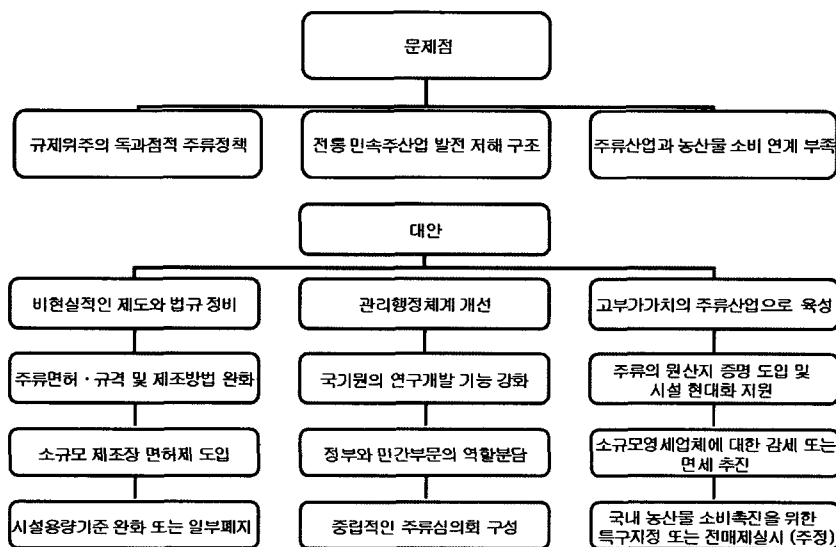 문제점
규제위주의 독과점적 주류정책
전통 민속주산업 발전 저해 구조
주류산업과 농산물 소비 연계 부족
대안
비현실적인 제도와 법규 정비
관리행정체계 개선
고부가가치의 주류산업으로 육성
주류면허·규격 및 제조방법 완화
국기원의 연구개발 기능 강화
주류의 원산지 증명 도입 및
시설 현대화 지원
소규모 제조장 면허제 도입
정부와 민간부문의 역할분담
소규모영세업체에 대한 감세 또는
면세 추진
시설용량기준 완화 또는 일부폐지
중립적인 주류심의회 구성
국내 농산물 소비촉진을 위한
특구지정 또는 전매제실시 (주정)